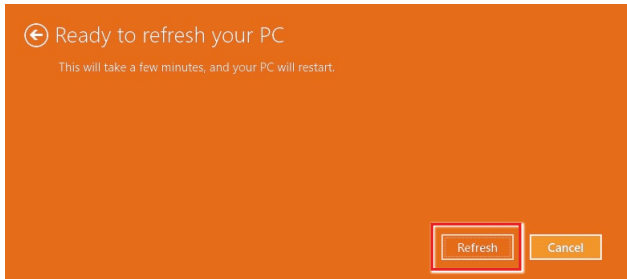 Ready to refresh your PC
This will take a few minutes, and your PC will restart.
Refresh
Cancel